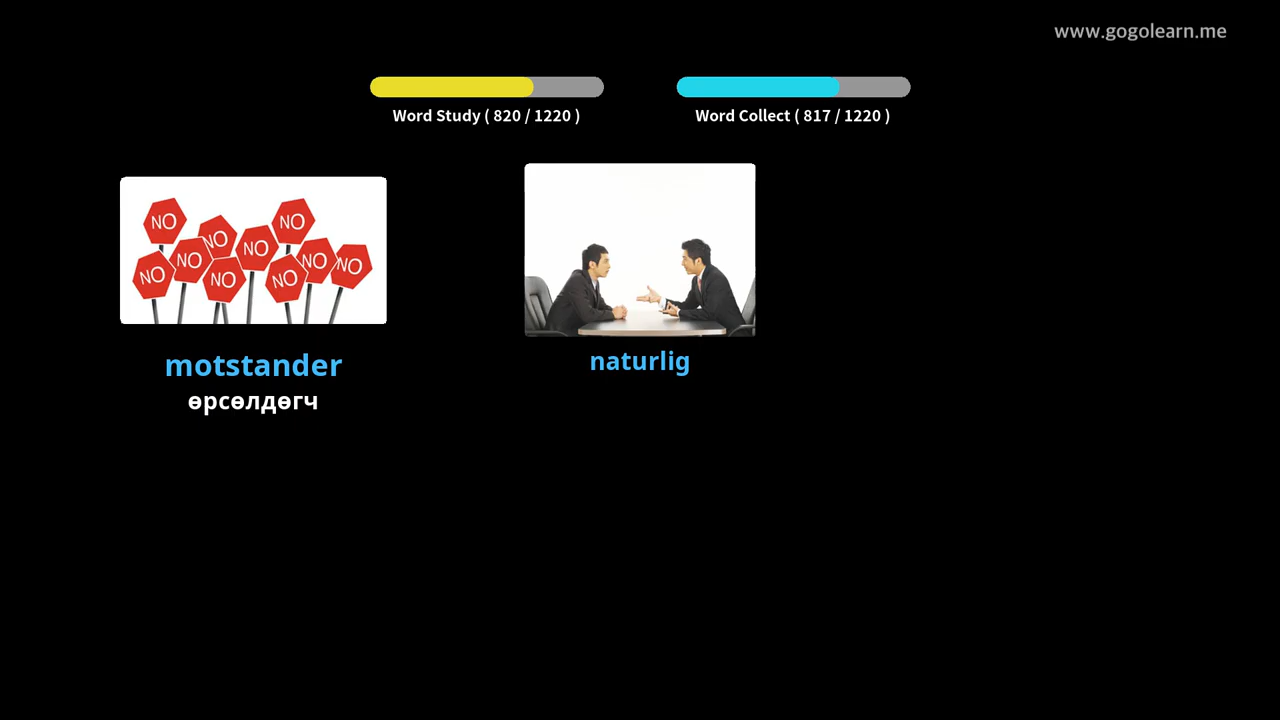 www.gogolearn.me
Word Study ( 820 / 1220 )
Word Collect ( 817 / 1220 )
NO
NO
NO
NO
NO
NO
NO
NO
NO
NO
motstander
өрсөлдөгч
naturlig